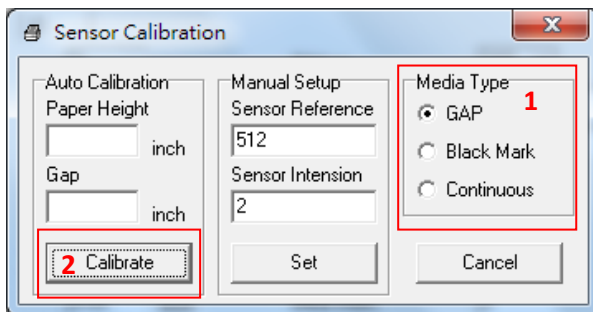 Sensor Calibration
Auto Calibration
Paper Height
inch
Gap
inch
2 Calibrate
Manual Setup
Sensor Reference
512
Sensor Intension
2
Set
Media Type
1
GAP
Black Mark
Continuous
Cancel